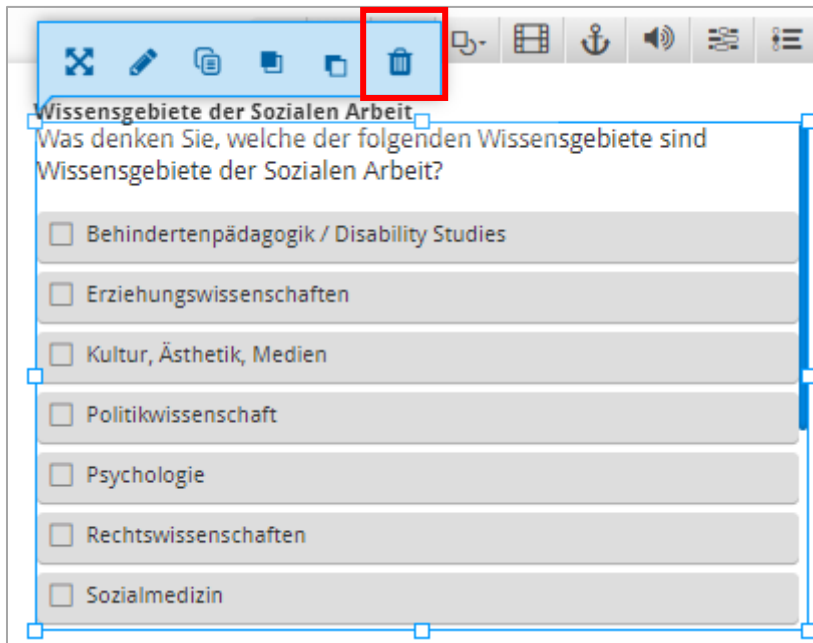 Wissensgebiete der Sozialen Arbeit
Was denken Sie, welche der folgenden Wissensgebiete sind
Wissensgebiete der Sozialen Arbeit?
Behindertenpädagogik / Disability Studies
Erziehungswissenschaften
Kultur, Ästhetik, Medien
Politikwissenschaft
Psychologie
Rechtswissenschaften
Sozialmedizin